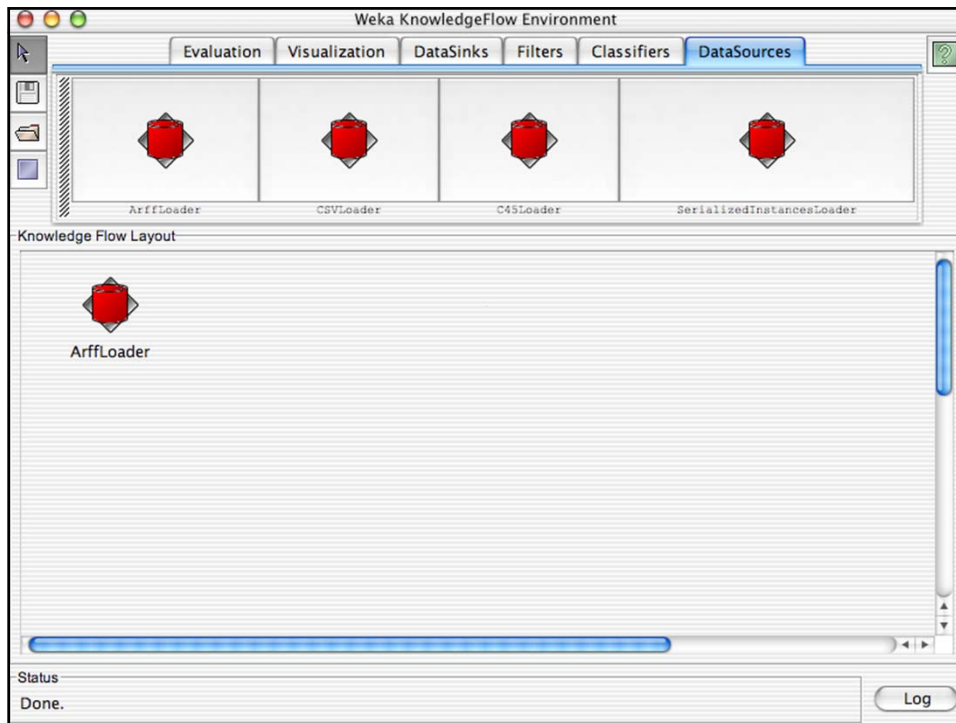 Weka KnowledgeFlow Environment
Evaluation Visualization DataSinks Filters Classifiers DataSources
?
ArffLoader CSVLoader C45Loader SerializedInstancesLoader
Knowledge Flow Layout
ArffLoader
Status
Done.
Log